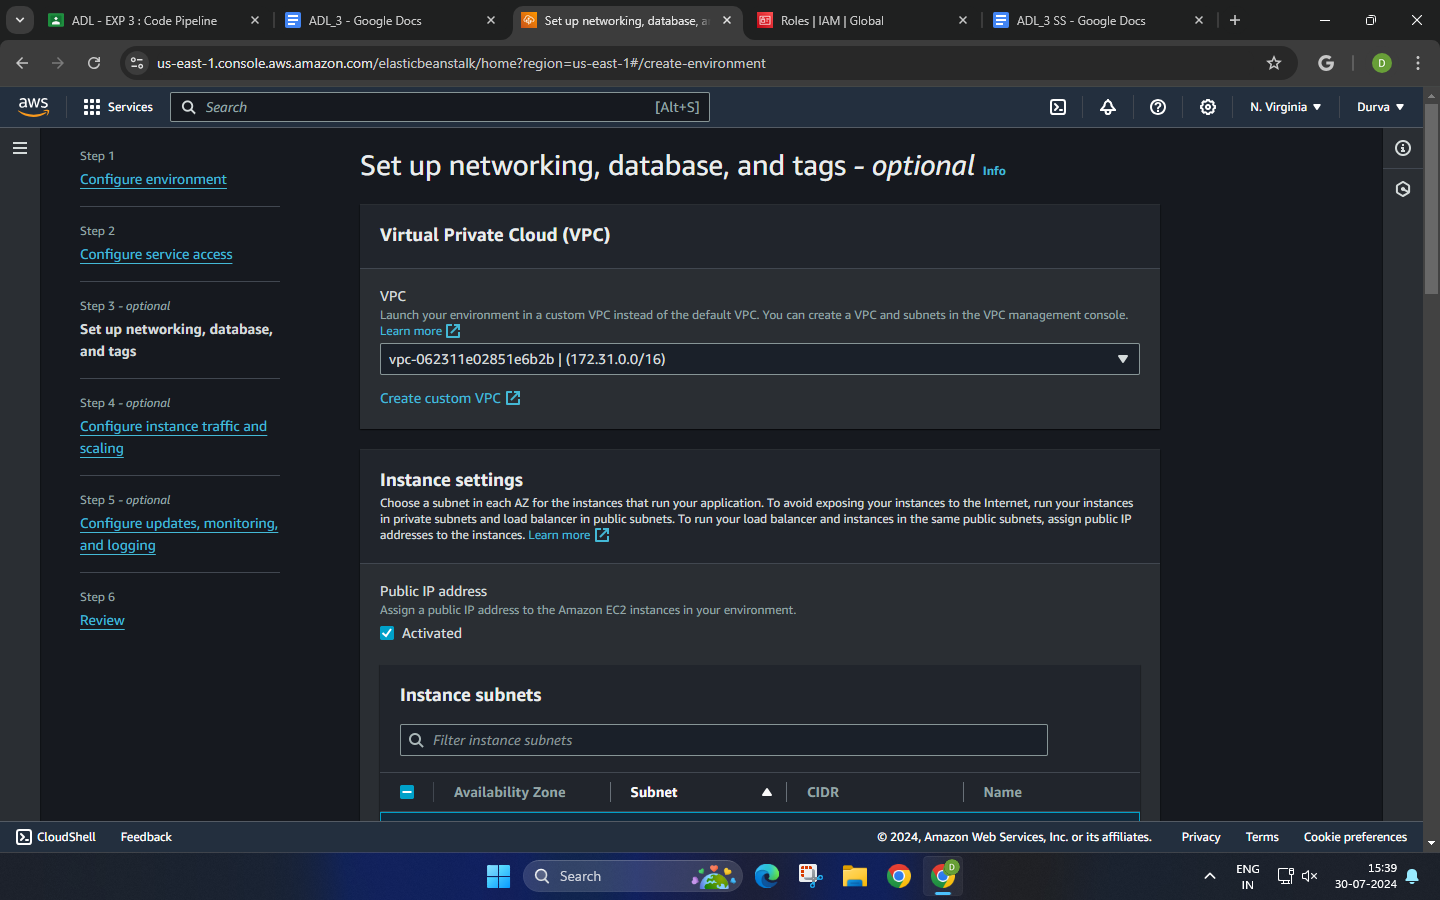 ADL - EXP 3 : Code Pipeline
ADL_3 - Google Docs
Set up networking, database, a
Roles | IAM | Global
ADL_3 SS - Google Docs
us-east-1.console.aws.amazon.com/elasticbeanstalk/home?region=us-east-1#/create-environment
G
D
aws
Services
Search
[Alt+S]
N. Virginia
Durva
Step 1
Configure environment
Step 2
Configure service access
Step 3 - optional
Set up networking, database,
and tags
Step 4 - optional
Configure instance traffic and
scaling
Step 5 - optional
Configure updates, monitoring,
and logging
Step 6
Review
Set up networking, database, and tags - optional Info
Virtual Private Cloud (VPC)
VPC
Launch your environment in a custom VPC instead of the default VPC. You can create a VPC and subnets in the VPC management console.
Learn more
vpc-062311e02851e6b2b | (172.31.0.0/16)
Create custom VPC
Instance settings
Choose a subnet in each AZ for the instances that run your application. To avoid exposing your instances to the Internet, run your instances
in private subnets and load balancer in public subnets. To run your load balancer and instances in the same public subnets, assign public IP
addresses to the instances. Learn more
Public IP address
Assign a public IP address to the Amazon EC2 instances in your environment.
Activated
Instance subnets
Filter instance subnets
Availability Zone
Subnet
CIDR
Name
CloudShell
Feedback
© 2024, Amazon Web Services, Inc. or its affiliates.
Privacy
Terms
Cookie preferences
Search
D
ENG
IN
15:39
30-07-2024